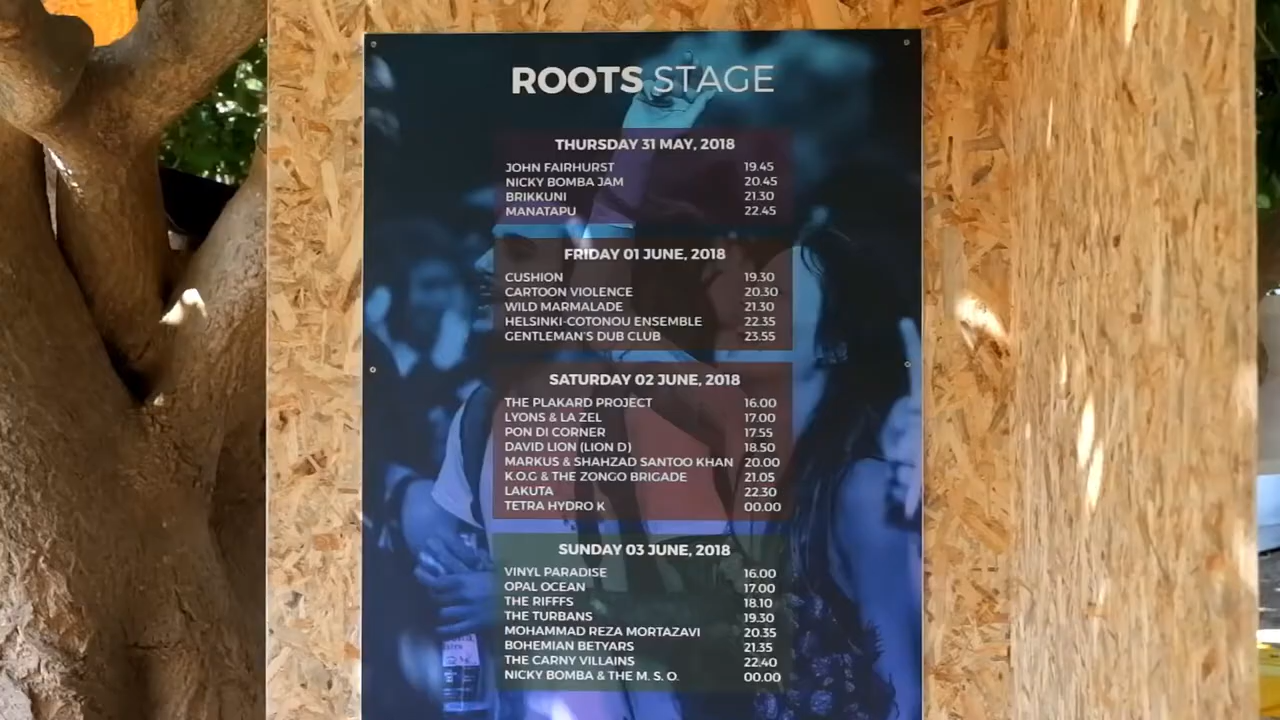 ROOTS STAGE
THURSDAY 31 MAY, 2018
JOHN FAIRHURST 19.45
NICKY BOMBA JAM 20.45
BRIKKUNI 21.30
MANATAPU 22.45
FRIDAY 01 JUNE, 2018
CUSHION 19.30
CARTOON VIOLENCE 20.30
WILD MARMALADE 21.30
HELSINKI-COTONOU ENSEMBLE 22.35
GENTLEMAN'S DUB CLUB 23.55
SATURDAY 02 JUNE, 2018
THE PLAKARD PROJECT 16.00
LYONS & LA ZEL 17.00
PON DI CORNER 17.55
DAVID LION (LION D) 18.50
MARKUS & SHAHZAD SANTOO KHAN 20.00
K.O.G & THE ZONGO BRIGADE 21.05
LAKUTA 22.30
TETRA HYDRO K 00.00
SUNDAY 03 JUNE, 2018
VINYL PARADISE 16.00
OPAL OCEAN 17.00
THE RIFFFS 18.10
THE TURBANS 19.30
MOHAMMAD REZA MORTAZAVI 20.35
BOHEMIAN BETYARS 21.35
THE CARNY VILLAINS 22.40
NICKY BOMBA & THE M. S. O. 00.00